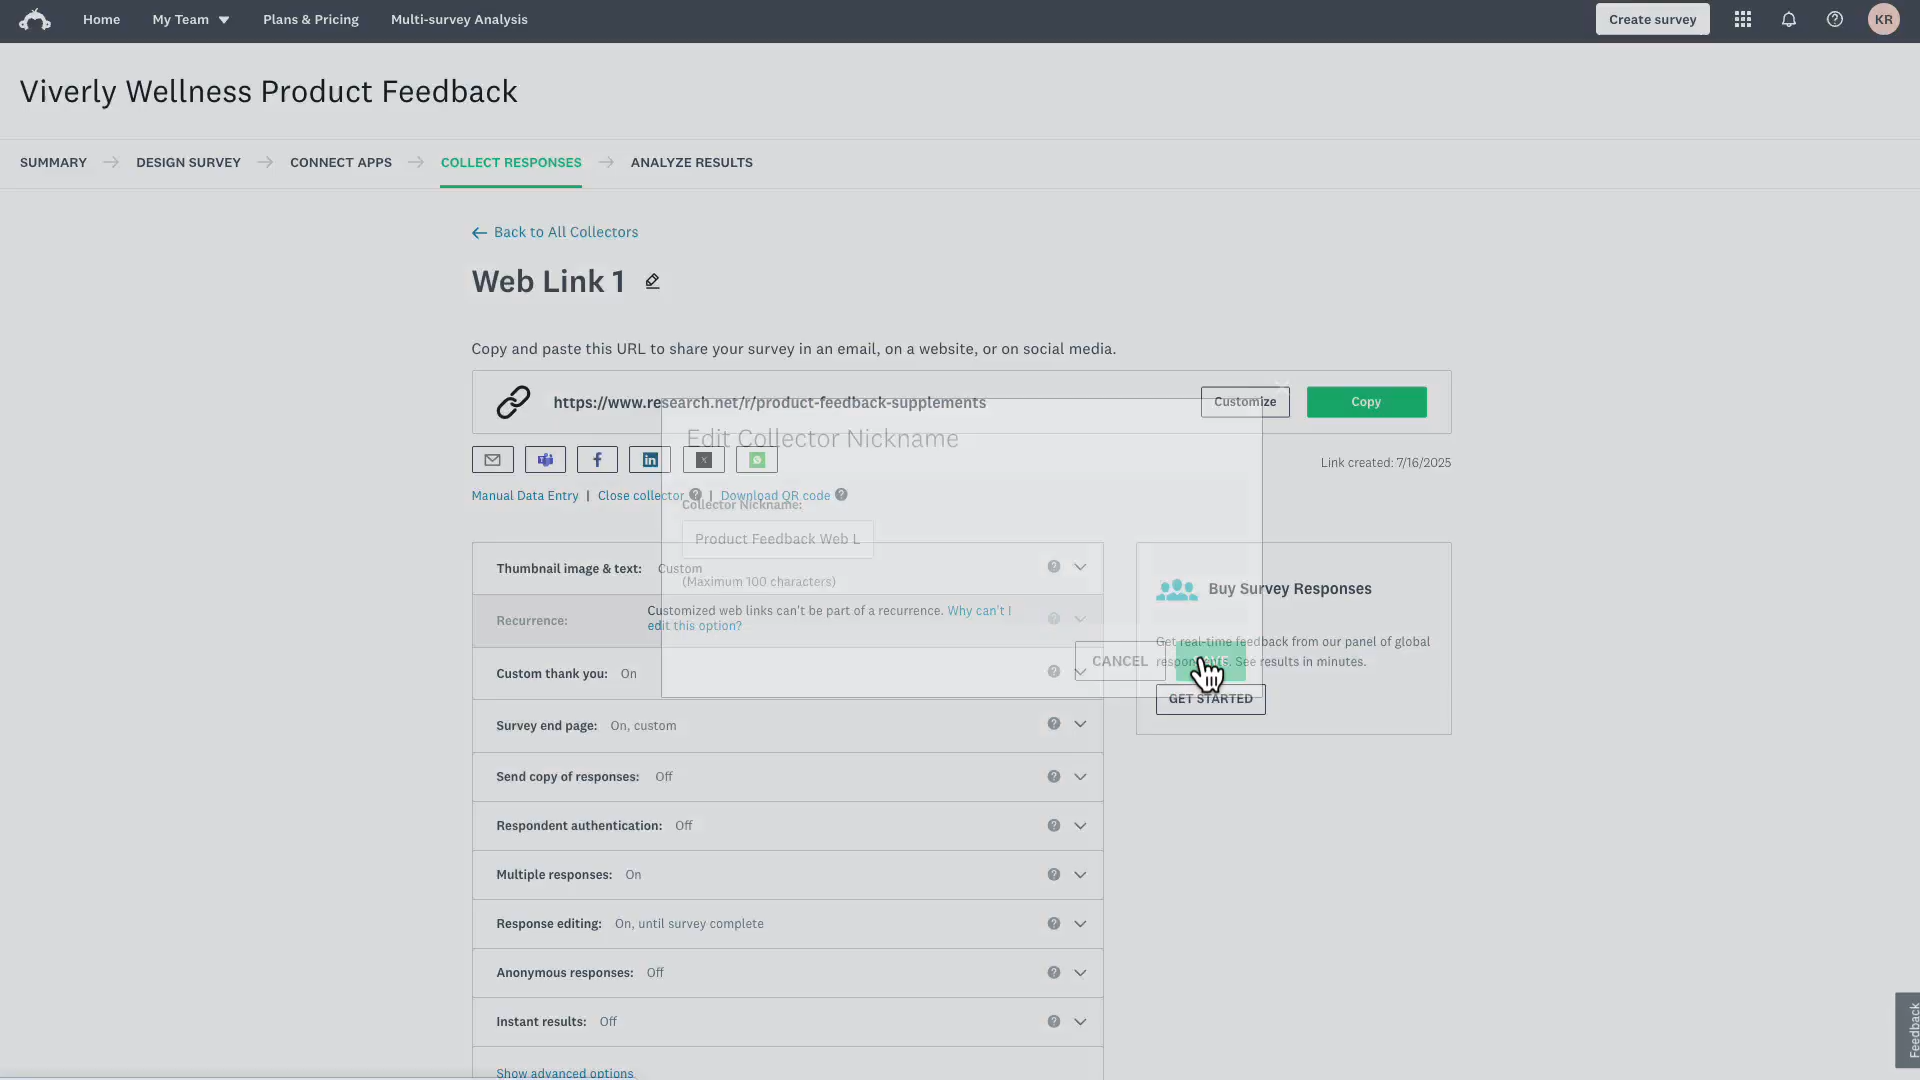 Home My Team Plans & Pricing Multi-survey Analysis Create survey KR
Viverly Wellness Product Feedback
SUMMARY DESIGN SURVEY CONNECT APPS COLLECT RESPONSES ANALYZE RESULTS
Back to All Collectors
Web Link 1
Copy and paste this URL to share your survey in an email, on a website, or on social media.
https://www.research.net/r/product-feedback-supplements Customize Copy
Edit Collector Nickname
Link created: 7/16/2025
Manual Data Entry | Close collector | Download QR code
Collector Nickname:
Product Feedback Web L
(Maximum 100 characters)
Thumbnail image & text: Custom
Recurrence: Customized web links can't be part of a recurrence. Why can't I
edit this option?
CANCEL
Custom thank you: On
Survey end page: On, custom
Send copy of responses: Off
Respondent authentication: Off
Multiple responses: On
Response editing: On, until survey complete
Anonymous responses: Off
Instant results: Off
Show advanced options
Buy Survey Responses
Get real-time feedback from our panel of global
respondents. See results in minutes.
GET STARTED
Feedback